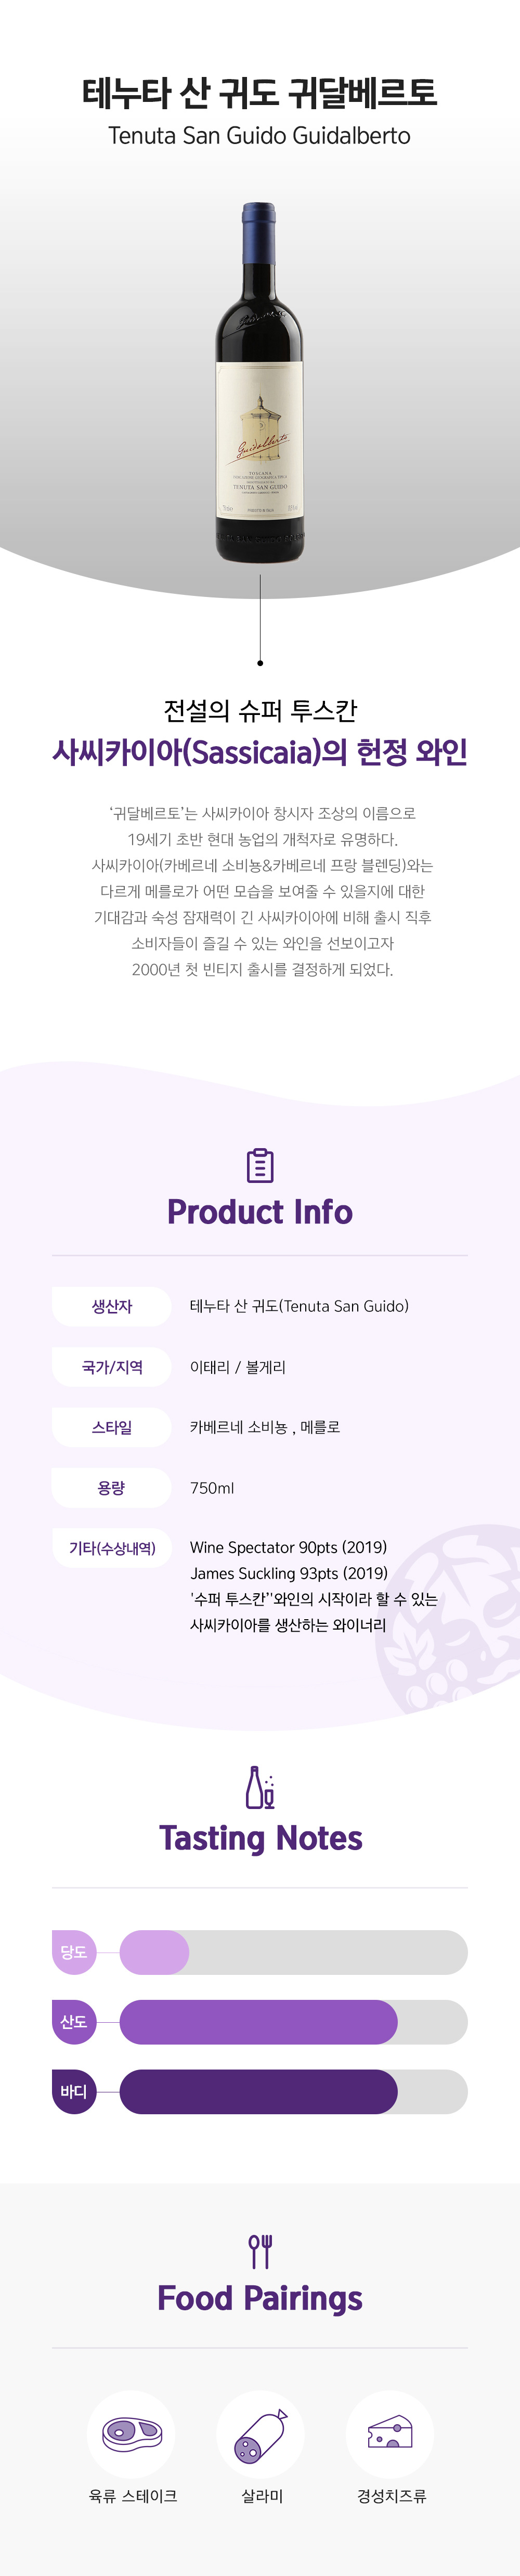 테누타 산 귀도 귀달베르토
Tenuta San Guido Guidalberto
Guidalberto
TOSCANA
TENUTA SAN GUIDO
전설의 슈퍼 투스칸
사씨카이아(Sassicaia)의 헌정 와인
‘귀달베르토’는 사씨카이아 창시자 조상의 이름으로
19세기 초반 현대 농업의 개척자로 유명하다.
사씨카이아(카베르네 소비뇽&카베르네 프랑 블렌딩)와는
다르게 메를로가 어떤 모습을 보여줄 수 있을지에 대한
기대감과 숙성 잠재력이 긴 사씨카이아에 비해 출시 직후
소비자들이 즐길 수 있는 와인을 선보이고자
2000년 첫 빈티지 출시를 결정하게 되었다.
Product Info
생산자 테누타 산 귀도(Tenuta San Guido)
국가/지역 이태리 / 볼게리
스타일 카베르네 소비뇽 , 메를로
용량 750ml
기타(수상내역) Wine Spectator 90pts (2019)
James Suckling 93pts (2019)
'수퍼 투스칸''와인의 시작이라 할 수 있는
사씨카이아를 생산하는 와이너리
Tasting Notes
당도
산도
바디
Food Pairings
육류 스테이크 살라미 경성치즈류